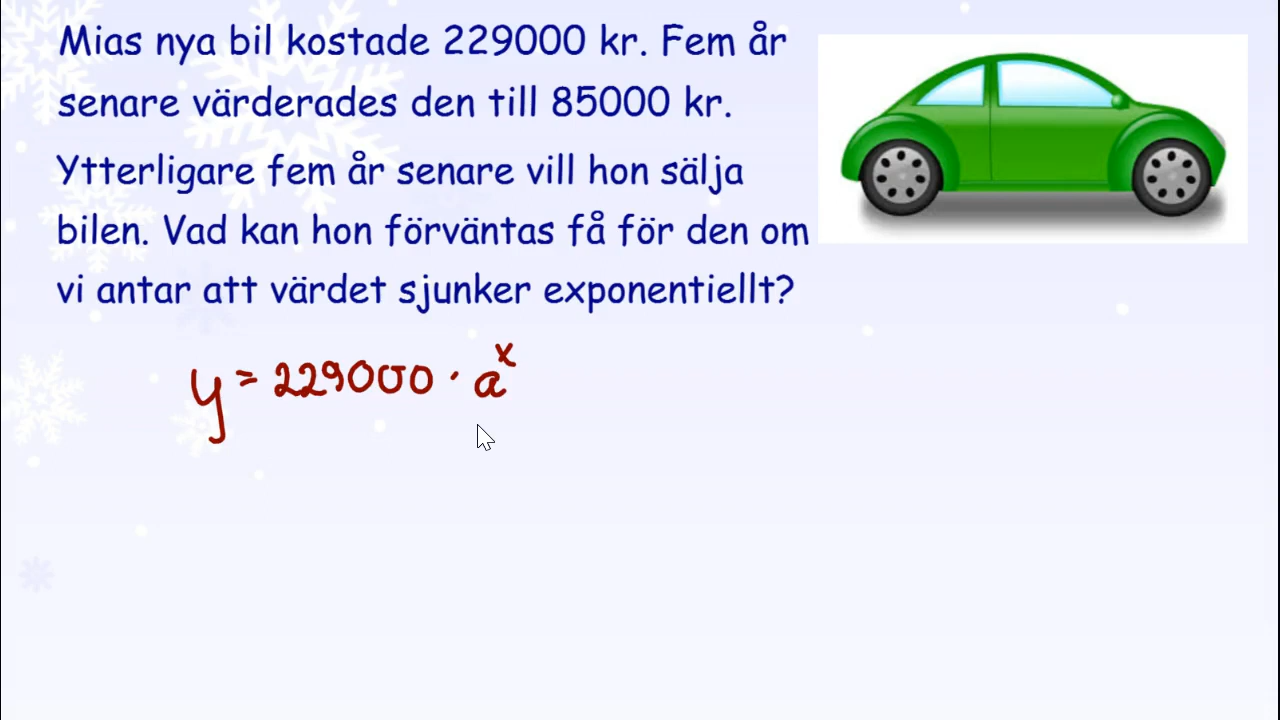 Mias nya bil kostade 229000 kr. Fem år
senare värderades den till 85000 kr.
Ytterligare fem år senare vill hon sälja
bilen. Vad kan hon förväntas få för den om
vi antar att värdet sjunker exponentiellt?
y = 229000 · a^x